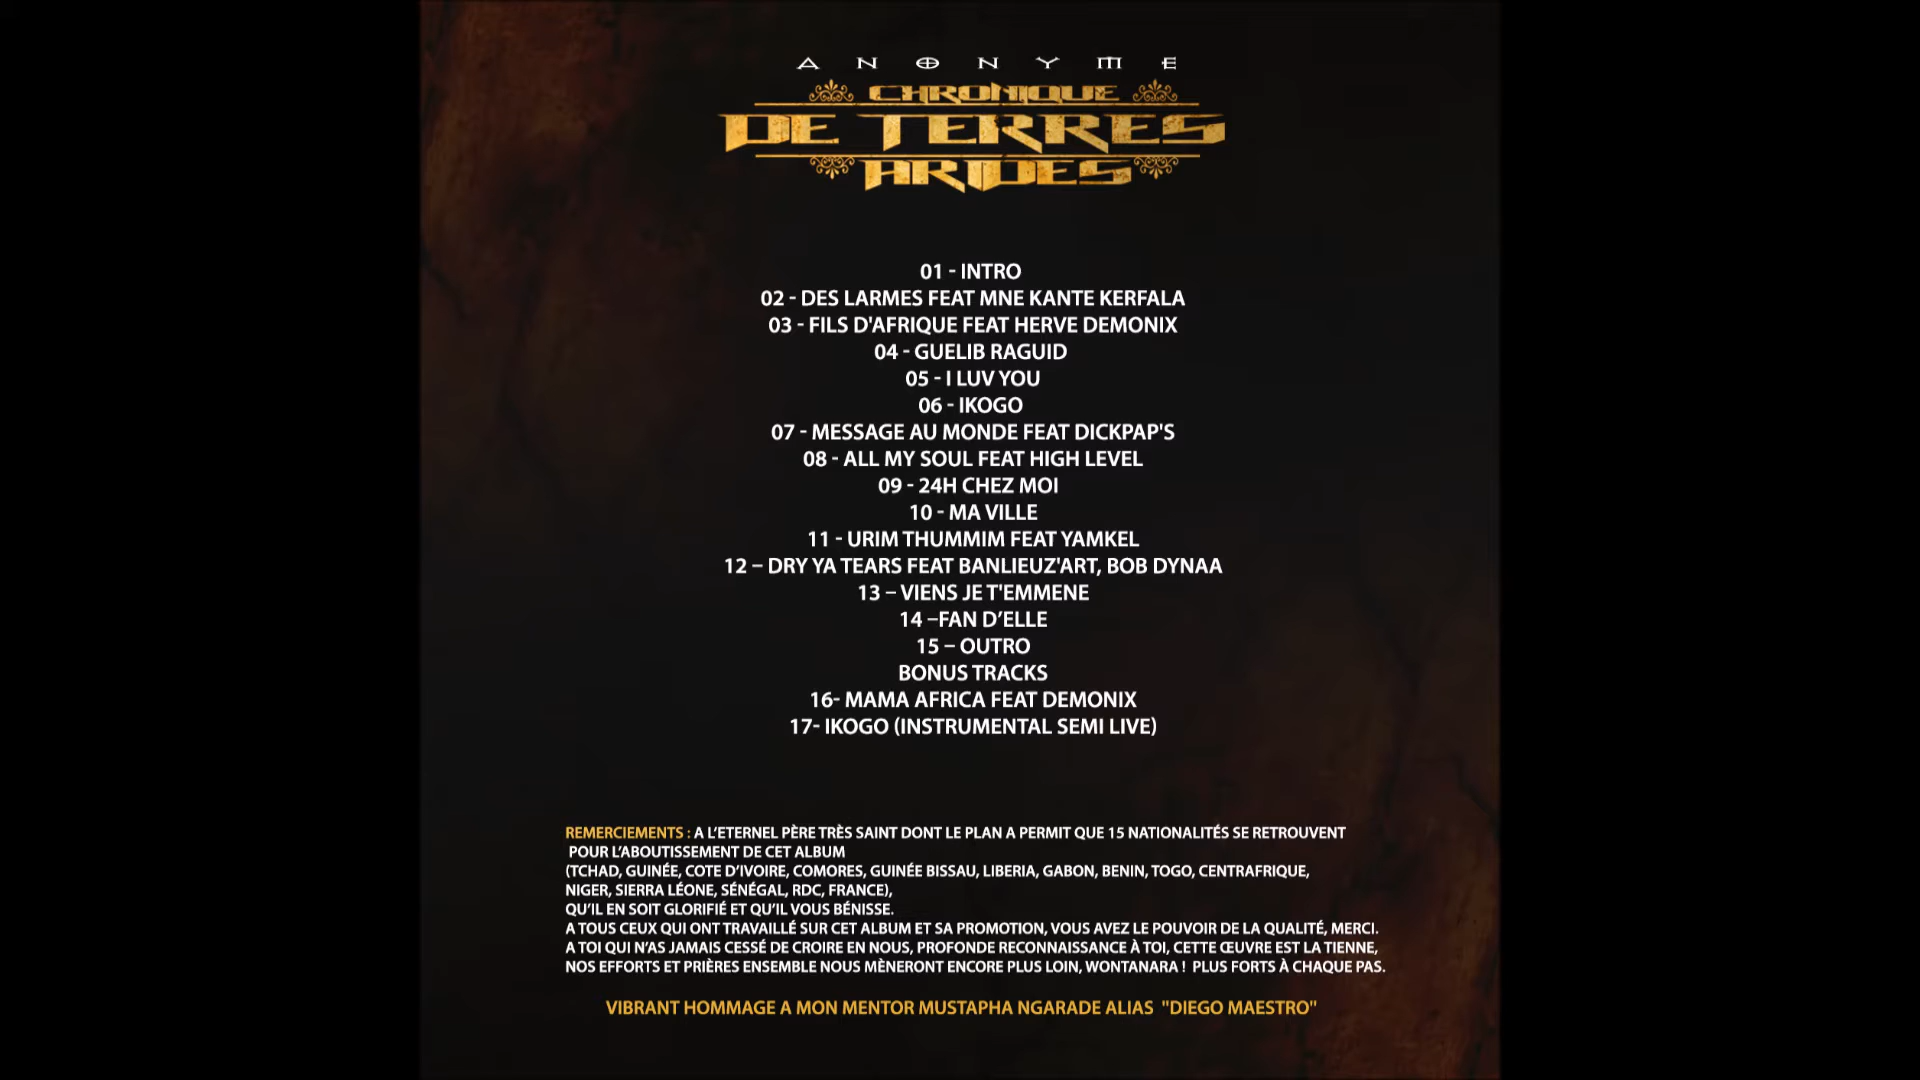 ANONYME
CHRONIQUE
DE TERRES
ARIDES
01 - INTRO
02 - DES LARMES FEAT MNE KANTE KERFALA
03 - FILS D'AFRIQUE FEAT HERVE DEMONIX
04 - GUELIB RAGUID
05 - I LUV YOU
06 - IKOGO
07 - MESSAGE AU MONDE FEAT DICKPAP'S
08 - ALL MY SOUL FEAT HIGH LEVEL
09 - 24H CHEZ MOI
10 - MA VILLE
11 - URIM THUMMIM FEAT YAMKEL
12 – DRY YA TEARS FEAT BANLIEUZ'ART, BOB DYNAA
13 – VIENS JE T'EMMENE
14 –FAN D’ELLE
15 – OUTRO
BONUS TRACKS
16- MAMA AFRICA FEAT DEMONIX
17- IKOGO (INSTRUMENTAL SEMI LIVE)
REMERCIEMENTS : A L’ETERNEL PÈRE TRÈS SAINT DONT LE PLAN A PERMIT QUE 15 NATIONALITÉS SE RETROUVENT
POUR L’ABOUTISSEMENT DE CET ALBUM
(TCHAD, GUINÉE, COTE D’IVOIRE, COMORES, GUINÉE BISSAU, LIBERIA, GABON, BENIN, TOGO, CENTRAFRIQUE,
NIGER, SIERRA LÉONE, SÉNÉGAL, RDC, FRANCE),
QU’IL EN SOIT GLORIFIÉ ET QU’IL VOUS BÉNISSE.
A TOUS CEUX QUI ONT TRAVAILLÉ SUR CET ALBUM ET SA PROMOTION, VOUS AVEZ LE POUVOIR DE LA QUALITÉ, MERCI.
A TOI QUI N’AS JAMAIS CESSÉ DE CROIRE EN NOUS, PROFONDE RECONNAISSANCE À TOI, CETTE ŒUVRE EST LA TIENNE,
NOS EFFORTS ET PRIÈRES ENSEMBLE NOUS MÈNERONT ENCORE PLUS LOIN, WONTANARA ! PLUS FORTS À CHAQUE PAS.
VIBRANT HOMMAGE A MON MENTOR MUSTAPHA NGARADE ALIAS "DIEGO MAESTRO"